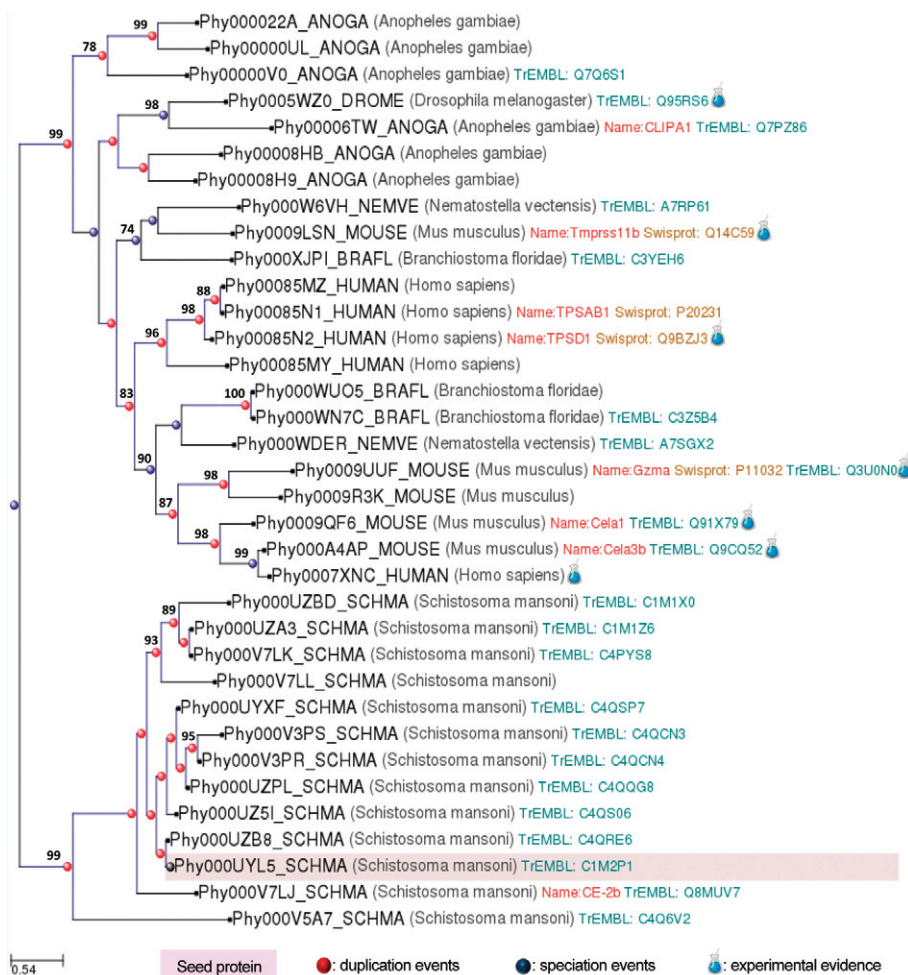 99
Phy000022A_ANOGA (Anopheles gambiae)
78
Phy00000UL_ANOGA (Anopheles gambiae)
Phy00000V0_ANOGA (Anopheles gambiae) TrEMBL: Q7Q6S1
98
Phy0005WZ0_DROME (Drosophila melanogaster) TrEMBL: Q95RS6
Phy00006TW_ANOGA (Anopheles gambiae) Name:CLIPA1 TrEMBL: Q7PZ86
99
Phy00008HB_ANOGA (Anopheles gambiae)
Phy00008H9_ANOGA (Anopheles gambiae)
Phy000W6VH_NEMVE (Nematostella vectensis) TrEMBL: A7RP61
74
Phy0009LSN_MOUSE (Mus musculus) Name:Tmprss11b Swisprot: Q14C59
Phy000XJPI_BRAFL (Branchiostoma floridae) TrEMBL: C3YEH6
88
Phy00085MZ_HUMAN (Homo sapiens)
98
Phy00085N1_HUMAN (Homo sapiens) Name:TPSAB1 Swisprot: P20231
96
Phy00085N2_HUMAN (Homo sapiens) Name:TPSD1 Swisprot: Q9BZJ3
Phy00085MY_HUMAN (Homo sapiens)
83
100
Phy000WUO5_BRAFL (Branchiostoma floridae)
Phy000WN7C_BRAFL (Branchiostoma floridae) TrEMBL: C3Z5B4
Phy000WDER_NEMVE (Nematostella vectensis) TrEMBL: A7SGX2
90
98
Phy0009UUF_MOUSE (Mus musculus) Name:Gzma Swisprot: P11032 TrEMBL: Q3U0N0
87
Phy0009R3K_MOUSE (Mus musculus)
98
Phy0009QF6_MOUSE (Mus musculus) Name:Cela1 TrEMBL: Q91X79
99
Phy000A4AP_MOUSE (Mus musculus) Name:Cela3b TrEMBL: Q9CQ52
Phy0007XNC_HUMAN (Homo sapiens)
89
Phy000UZBD_SCHMA (Schistosoma mansoni) TrEMBL: C1M1X0
93
Phy000UZA3_SCHMA (Schistosoma mansoni) TrEMBL: C1M1Z6
Phy000V7LK_SCHMA (Schistosoma mansoni) TrEMBL: C4PYS8
Phy000V7LL_SCHMA (Schistosoma mansoni)
Phy000UYXF_SCHMA (Schistosoma mansoni) TrEMBL: C4QSP7
95
Phy000V3PS_SCHMA (Schistosoma mansoni) TrEMBL: C4QCN3
Phy000V3PR_SCHMA (Schistosoma mansoni) TrEMBL: C4QCN4
Phy000UZPL_SCHMA (Schistosoma mansoni) TrEMBL: C4QQG8
Phy000UZ5I_SCHMA (Schistosoma mansoni) TrEMBL: C4QS06
Phy000UZB8_SCHMA (Schistosoma mansoni) TrEMBL: C4QRE6
99
Phy000UYL5_SCHMA (Schistosoma mansoni) TrEMBL: C1M2P1
Phy000V7LJ_SCHMA (Schistosoma mansoni) Name:CE-2b TrEMBL: Q8MUV7
Phy000V5A7_SCHMA (Schistosoma mansoni) TrEMBL: C4Q6V2
0.54
Seed protein
: duplication events
: speciation events
: experimental evidence